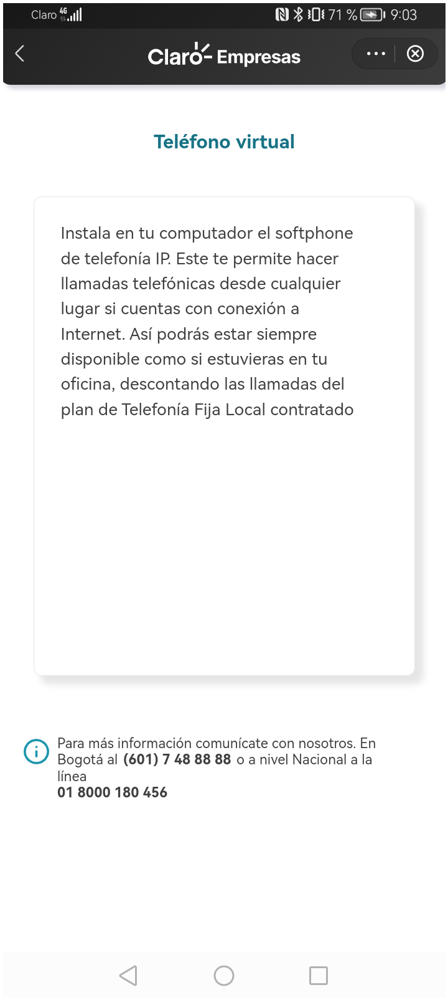 Claro 4G 71 % 9:03
Claro Empresas
Teléfono virtual
Instala en tu computador el softphone
de telefonía IP. Este te permite hacer
llamadas telefónicas desde cualquier
lugar si cuentas con conexión a
Internet. Así podrás estar siempre
disponible como si estuvieras en tu
oficina, descontando las llamadas del
plan de Telefonía Fija Local contratado
Para más información comunícate con nosotros. En
Bogotá al (601) 7 48 88 88 o a nivel Nacional a la
línea
01 8000 180 456